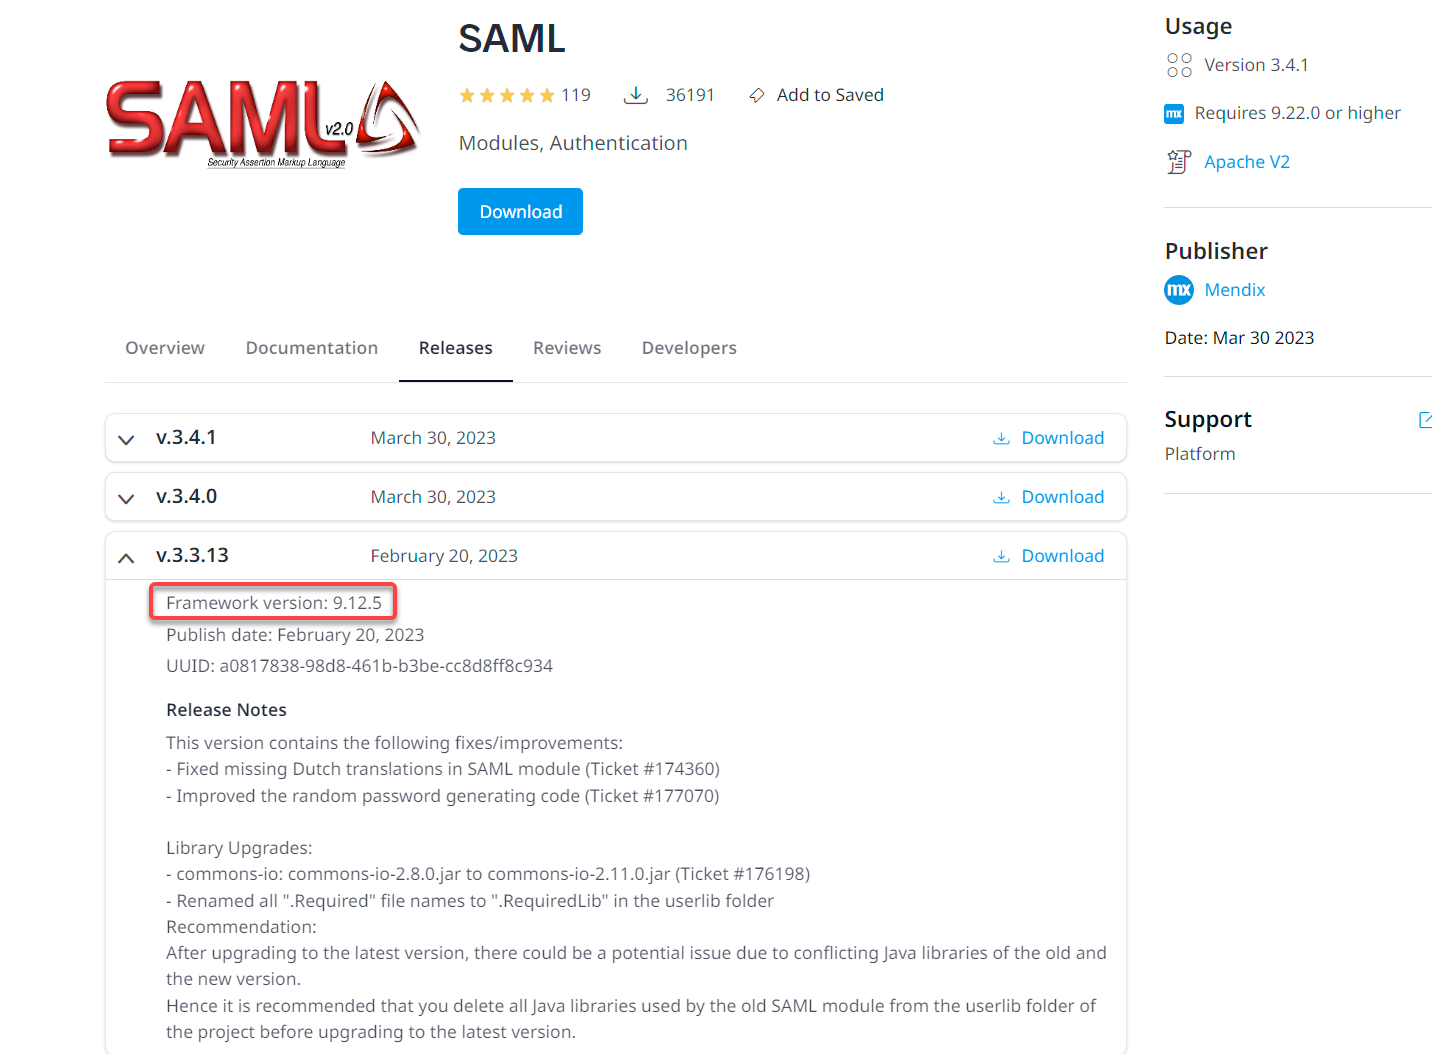 SAML
SAML v2.0
Security Assertion Markup Language
119
36191
Add to Saved
Modules, Authentication
Download
Usage
Version 3.4.1
mx Requires 9.22.0 or higher
Apache V2
Publisher
mx Mendix
Date: Mar 30 2023
Support
Platform
Overview Documentation Releases Reviews Developers
v.3.4.1 March 30, 2023 Download
v.3.4.0 March 30, 2023 Download
v.3.3.13 February 20, 2023 Download
Framework version: 9.12.5
Publish date: February 20, 2023
UUID: a0817838-98d8-461b-b3be-cc8d8ff8c934
Release Notes
This version contains the following fixes/improvements:
- Fixed missing Dutch translations in SAML module (Ticket #174360)
- Improved the random password generating code (Ticket #177070)
Library Upgrades:
- commons-io: commons-io-2.8.0.jar to commons-io-2.11.0.jar (Ticket #176198)
- Renamed all ".Required" file names to ".RequiredLib" in the userlib folder
Recommendation:
After upgrading to the latest version, there could be a potential issue due to conflicting Java libraries of the old and
the new version.
Hence it is recommended that you delete all Java libraries used by the old SAML module from the userlib folder of
the project before upgrading to the latest version.